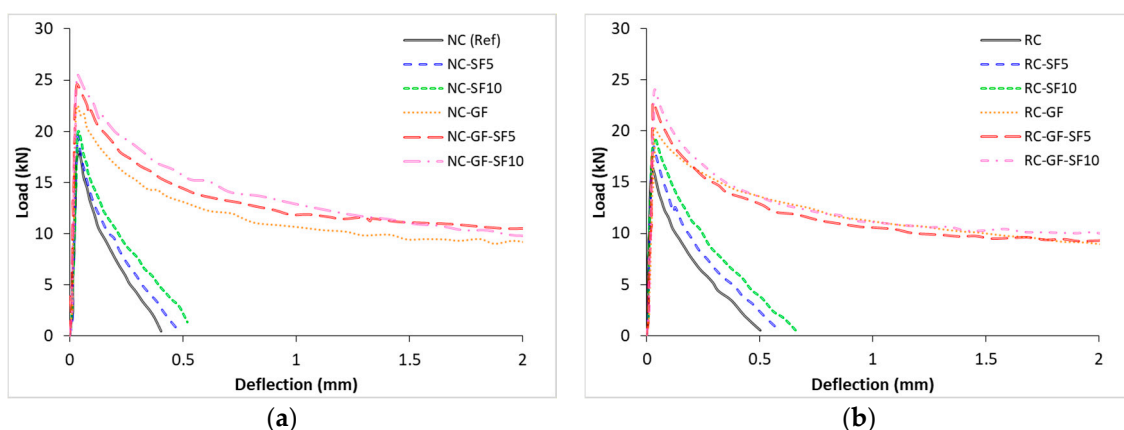 30
25
20
15
10
5
0
Load (kN)
0
0.5
1
1.5
2
Deflection (mm)
NC (Ref)
NC-SF5
NC-SF10
NC-GF
NC-GF-SF5
NC-GF-SF10
(a)
30
25
20
15
10
5
0
Load (kN)
0
0.5
1
1.5
2
Deflection (mm)
RC
RC-SF5
RC-SF10
RC-GF
RC-GF-SF5
RC-GF-SF10
(b)